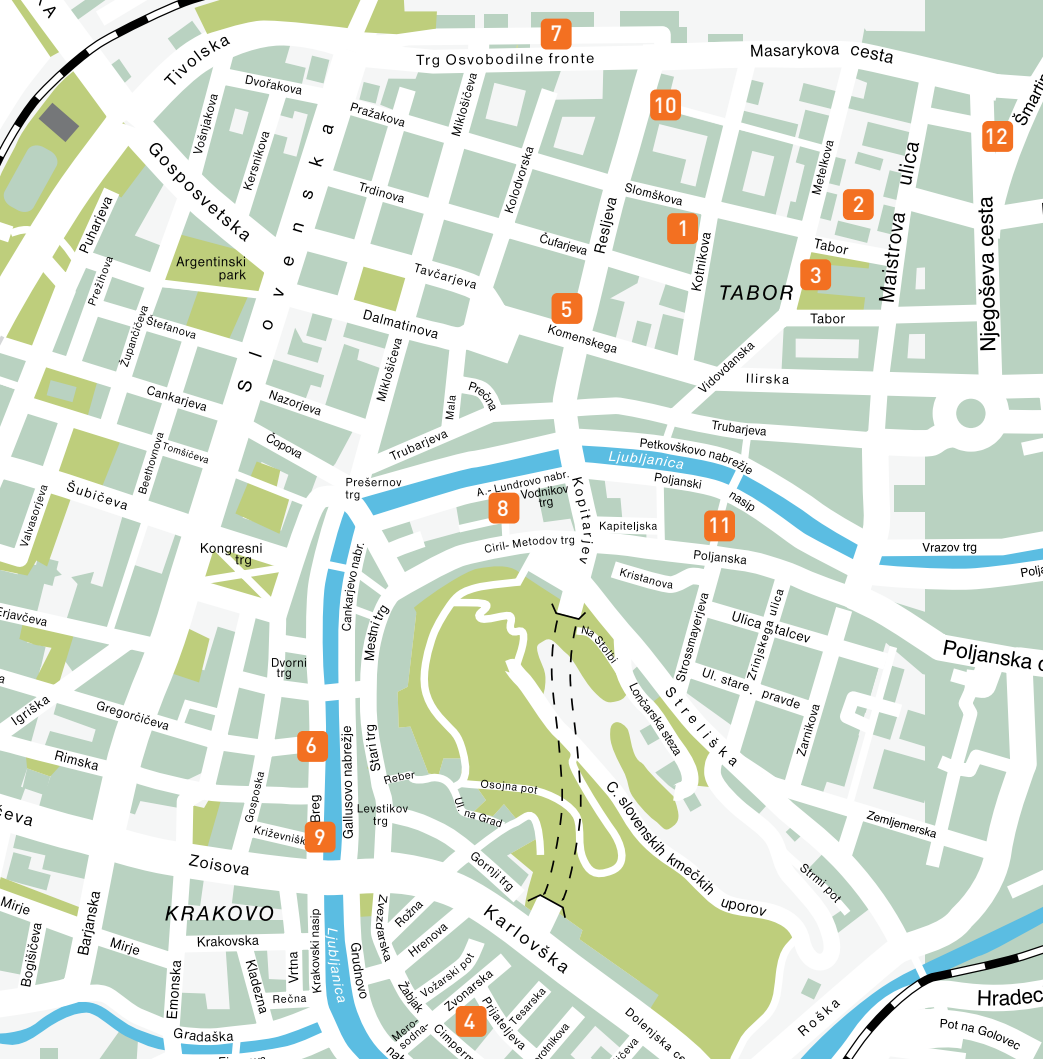 KA
7
Tivolska
Trg Osvobodilne fronte
Masarykova cesta
Dvořakova
Pražakova
Miklošičeva
10
12
Šmartin
Vošnjakova
Kersnikova
Gosposvetska
Slovenska
Kolodvorska
Metelkova
ulica
Trdinova
Slomškova
2
1
Puharjeva
Resljeva
Čufarjeva
Kotnikova
Tabor
Maistrova
Njegoševa cesta
Argentinski
park
Prežihova
Tavčarjeva
3
TABOR
5
Tabor
Župančičeva
Štefanova
Dalmatinova
Komenskega
Miklošičeva
Vidovdanska
Ilirska
Cankarjeva
Nazorjeva
Mala
Prečna
Trubarjeva
Trubarjeva
Čopova
Beethovnova
Tomšičeva
Petkovškovo nabrežje
Ljubljanica
Poljanski
nasip
Prešernov
trg
A.- Lundrovo nabr.
Vodnikov
trg
Kopitarjev
Šubičeva
Valvasorjeva
8
11
Kapiteljska
Ciril- Metodov trg
Poljanska
Vrazov trg
Kongresni
trg
Cankarjevo nabr.
Kristanova
Mestni trg
Strossmayerjeva
Zrinjskega ulica
Erjavčeva
Na Stolbi
Poljanska
Dvorni
trg
Ul. stare pravde
Lončarska steza
Streliška
Zarnikova
Igriška
Gregorčičeva
6
Gallusovo nabrežje
Stari trg
Rimska
Reber
Osojna pot
Gosposka
Breg
Levstikov
trg
Ul. na Grad
C. slovenskih kmečkih
uporov
Zemljemerska
9
Zoisova
Gornji trg
Strmi pot
Mirje
KRAKOVO
Karlovška
Zvezdarska
Rožna
Hrenova
Barjanska
Bogišičeva
Mirje
Krakovska
Vrtna
Krakovski nasip
Ljubljanica
Grudnovo
Kladezna
Emonska
Rečna
Vožarski pot
Zvonarska
Žabjak
Prijateljeva
Tesarska
4
Gradaška
Dolenjska
Roška
Hradec
Pot na Golovec